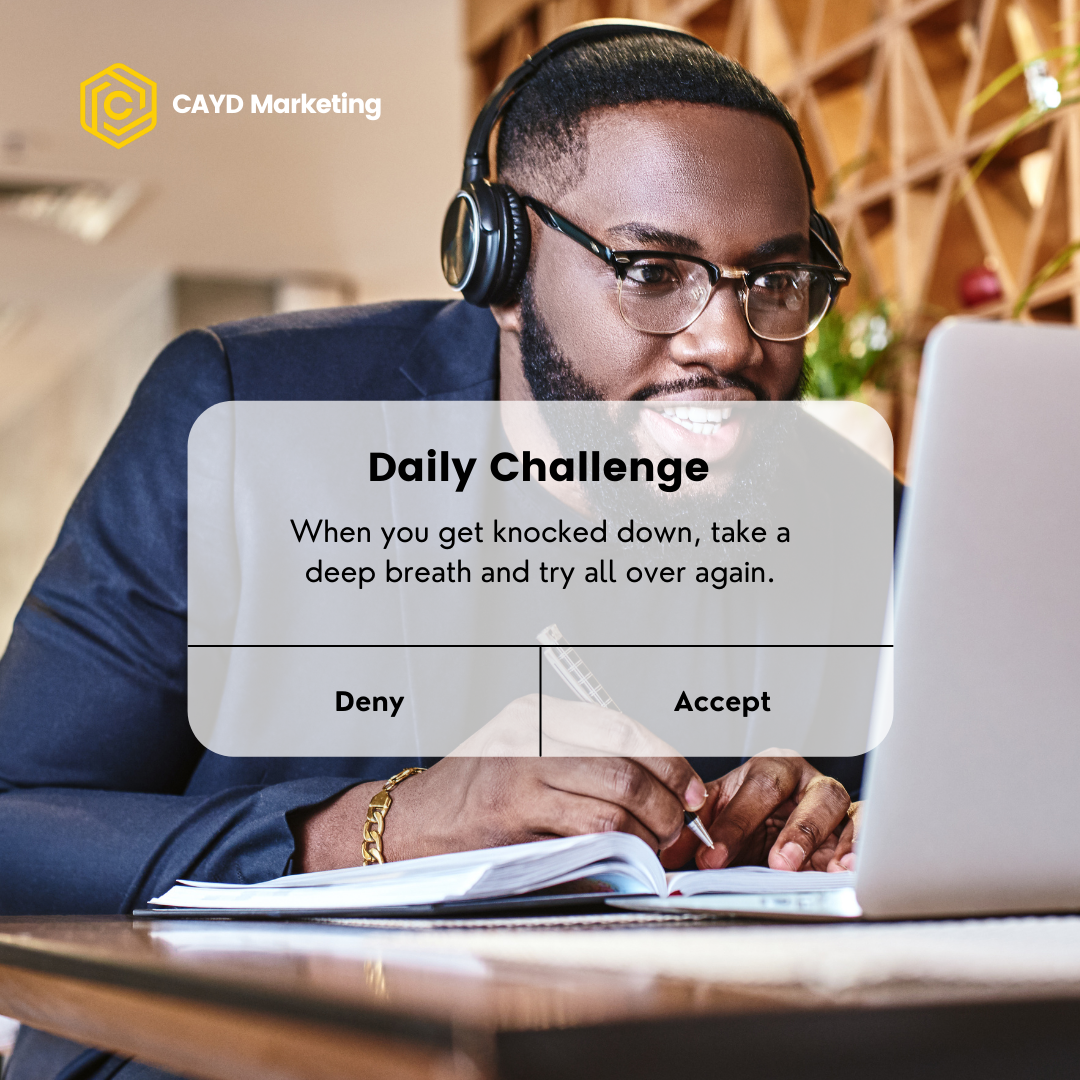 C
CAYD Marketing
Daily Challenge
When you get knocked down, take a
deep breath and try all over again.
Deny
Accept